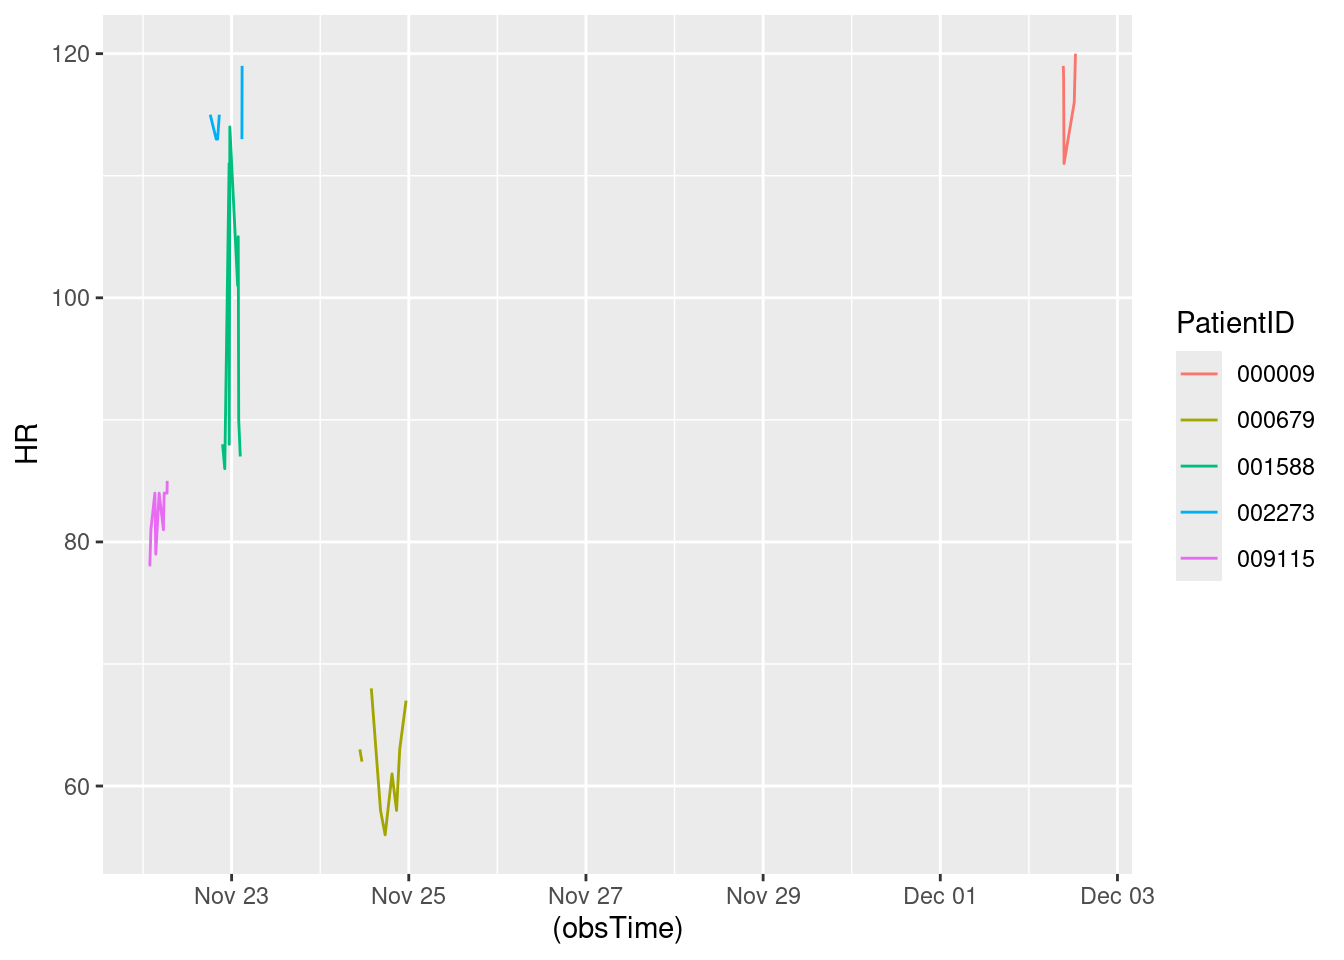 120
100
80
60
HR
Nov 23
Nov 25
Nov 27
Nov 29
Dec 01
Dec 03
(obsTime)
PatientID
000009
000679
001588
002273
009115